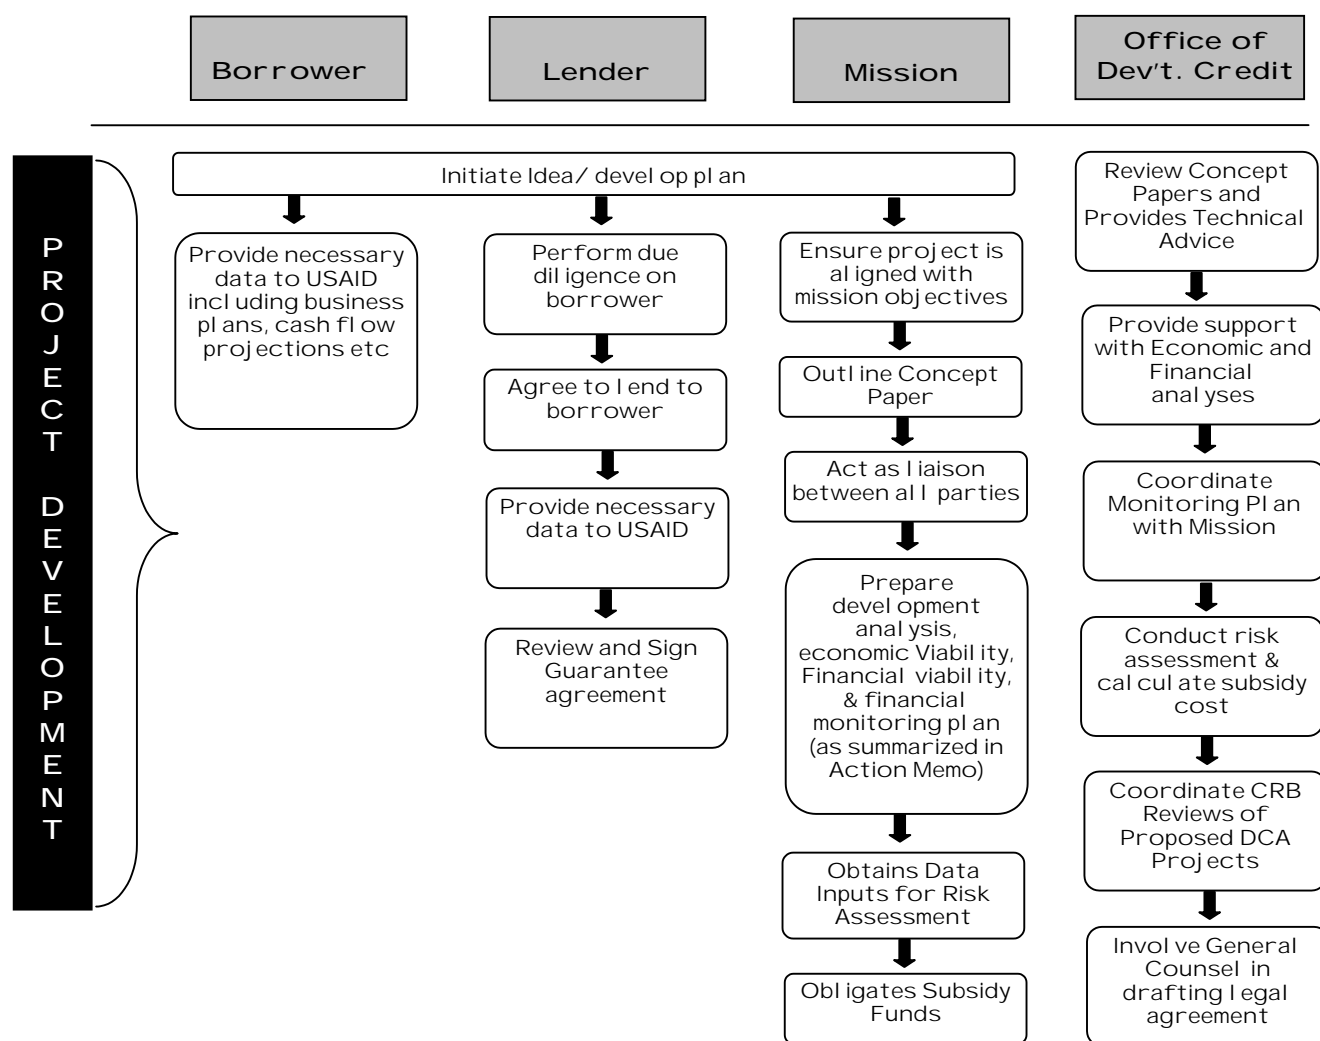 Borrower
Lender
Mission
Office of
Dev't. Credit
PROJECT DEVELOPMENT
Initiate Idea/ develop plan
Provide necessary
data to USAID
including business
plans, cash flow
projections etc
Perform due
diligence on
borrower
Agree to lend to
borrower
Provide necessary
data to USAID
Review and Sign
Guarantee
agreement
Ensure project is
aligned with
mission objectives
Outline Concept
Paper
Act as liaison
between all parties
Prepare
development
analysis,
economic Viability,
Financial viability,
& financial
monitoring plan
(as summarized in
Action Memo)
Obtains Data
Inputs for Risk
Assessment
Obligates Subsidy
Funds
Review Concept
Papers and
Provides Technical
Advice
Provide support
with Economic and
Financial
analyses
Coordinate
Monitoring Plan
with Mission
Conduct risk
assessment &
calculate subsidy
cost
Coordinate CRB
Reviews of
Proposed DCA
Projects
Involve General
Counsel in
drafting legal
agreement